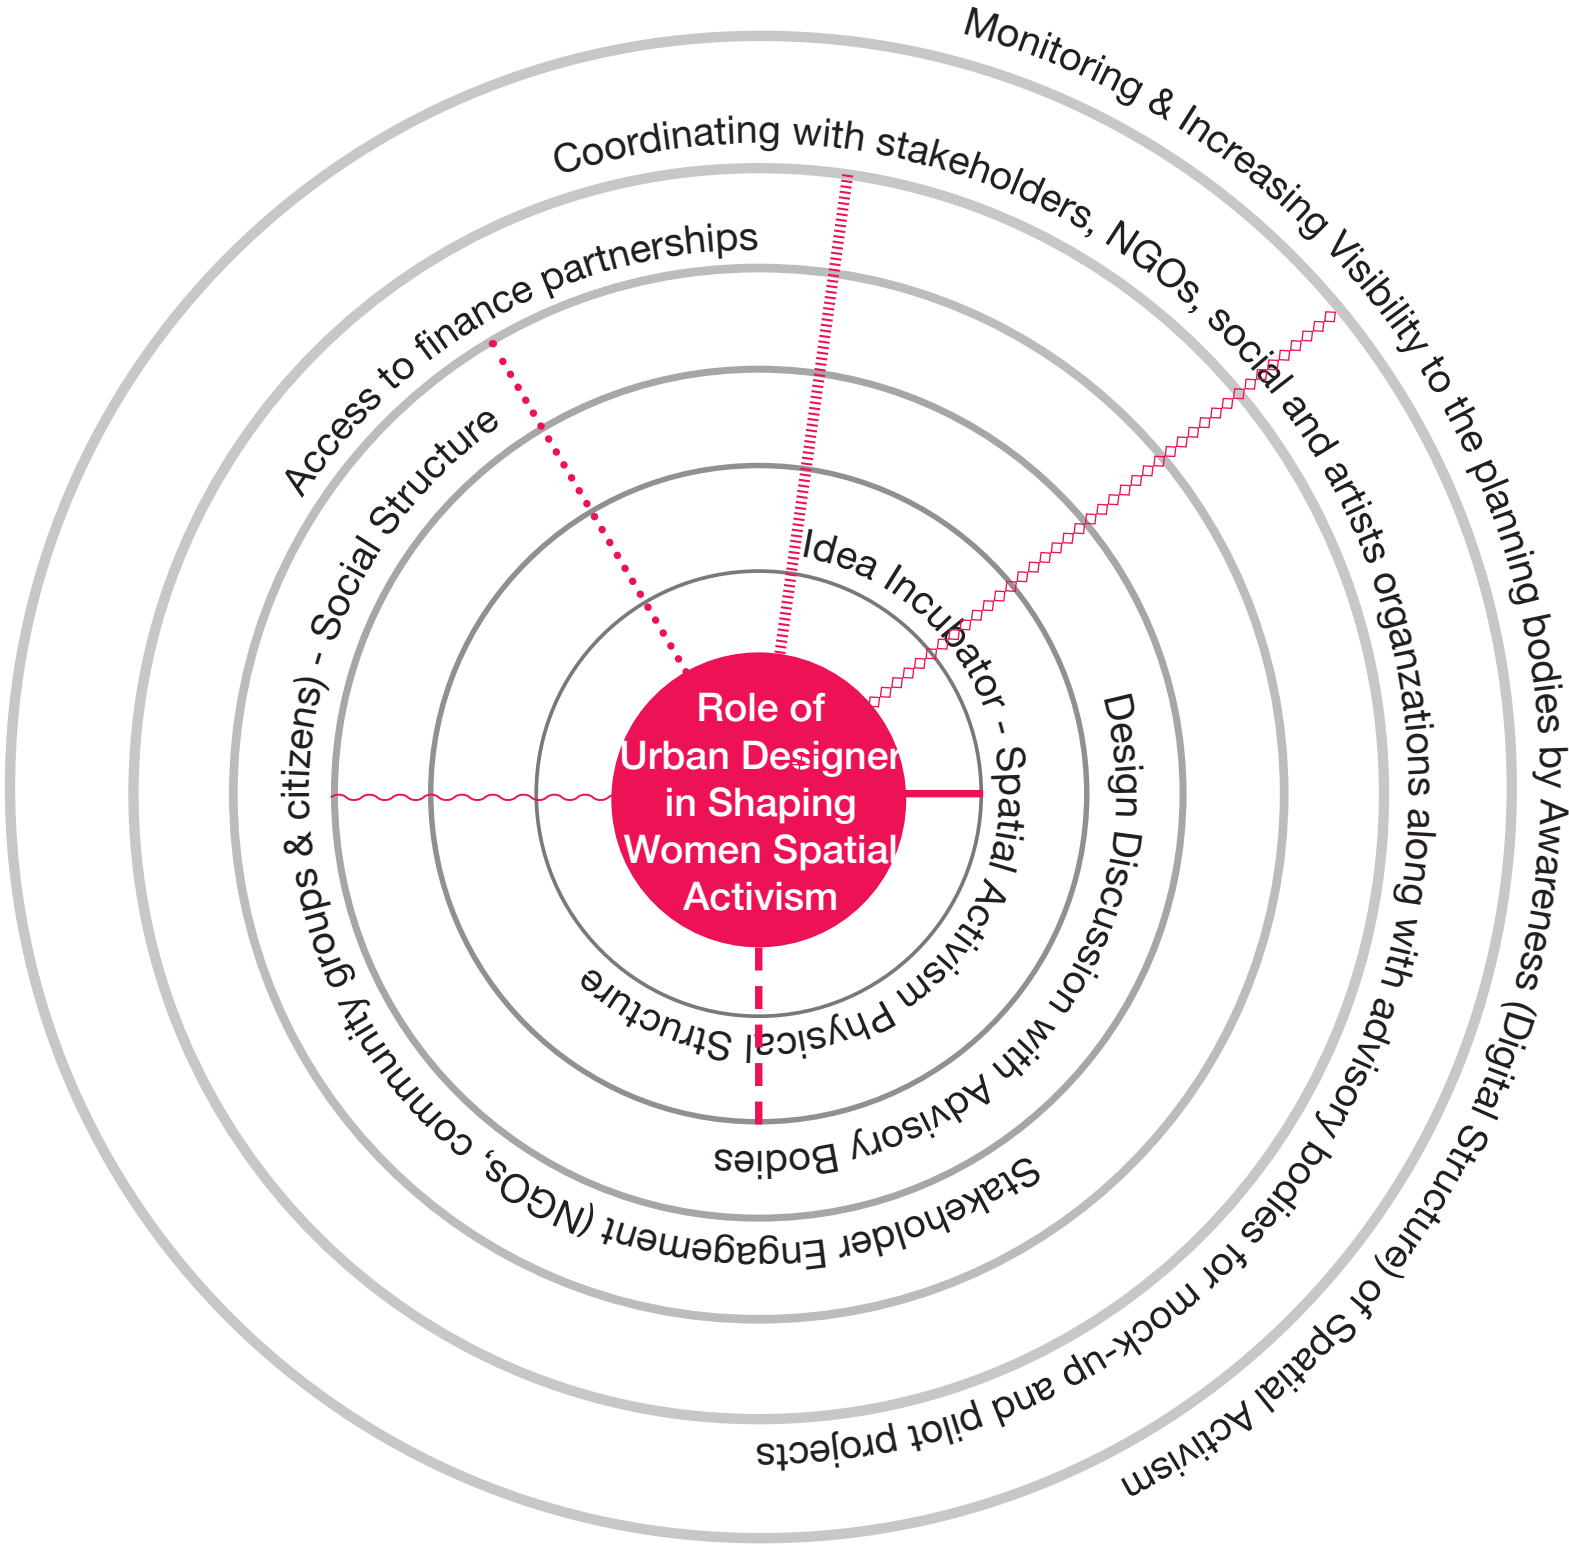 Role of
Urban Designer
in Shaping
Women Spatial
Activism
Idea Incubator - Spatial Activism Physical Structure
Design Discussion with Advisory Bodies
Stakeholder Engagement (NGOs, community groups & citizens) - Social Structure
Access to finance partnerships
Coordinating with stakeholders, NGOs, social and artists organzations along with advisory bodies for mock-up and pilot projects
Monitoring & Increasing Visibility to the planning bodies by Awareness (Digital Structure) of Spatial Activism